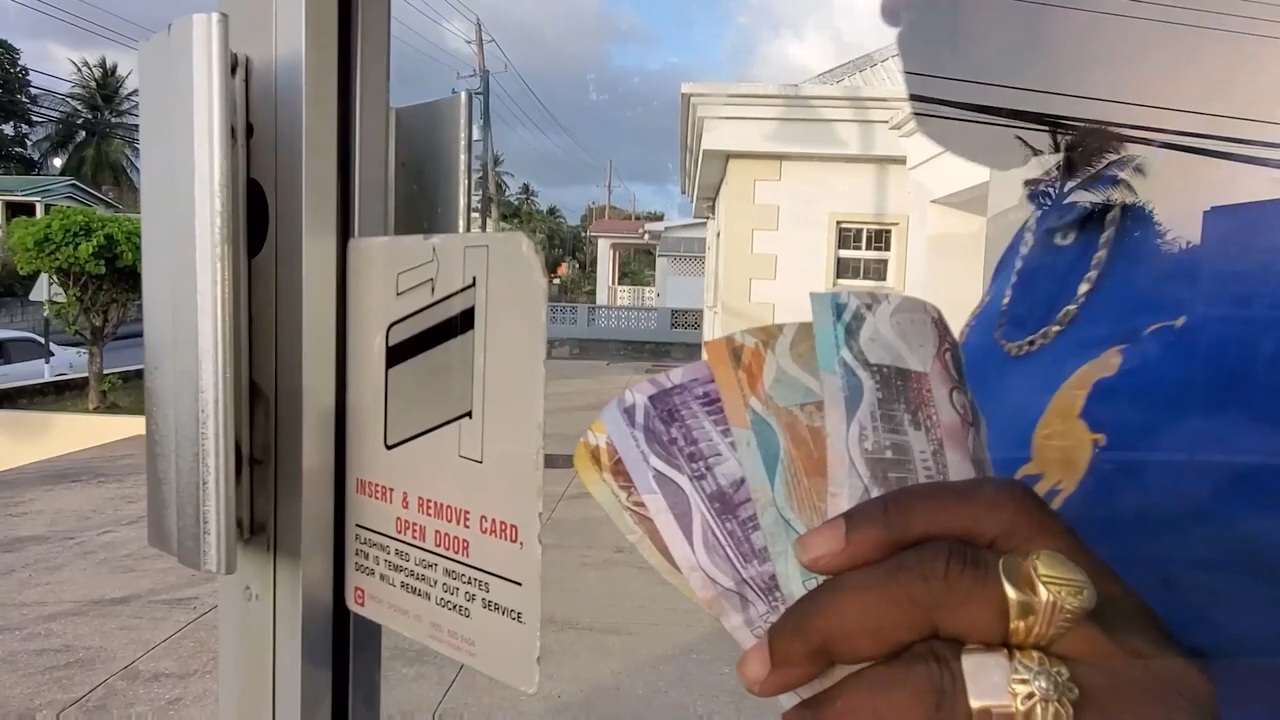 INSERT & REMOVE CARD,
OPEN DOOR
FLASHING RED LIGHT INDICATES
ATM IS TEMPORARILY OUT OF SERVICE.
DOOR WILL REMAIN LOCKED.